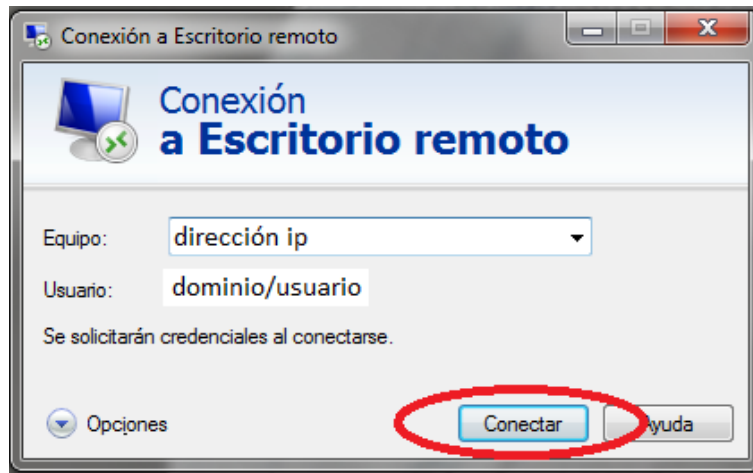 Conexión a Escritorio remoto
Conexión
a Escritorio remoto
Equipo: dirección ip
Usuario: dominio/usuario
Se solicitarán credenciales al conectarse.
Opciones Conectar Ayuda